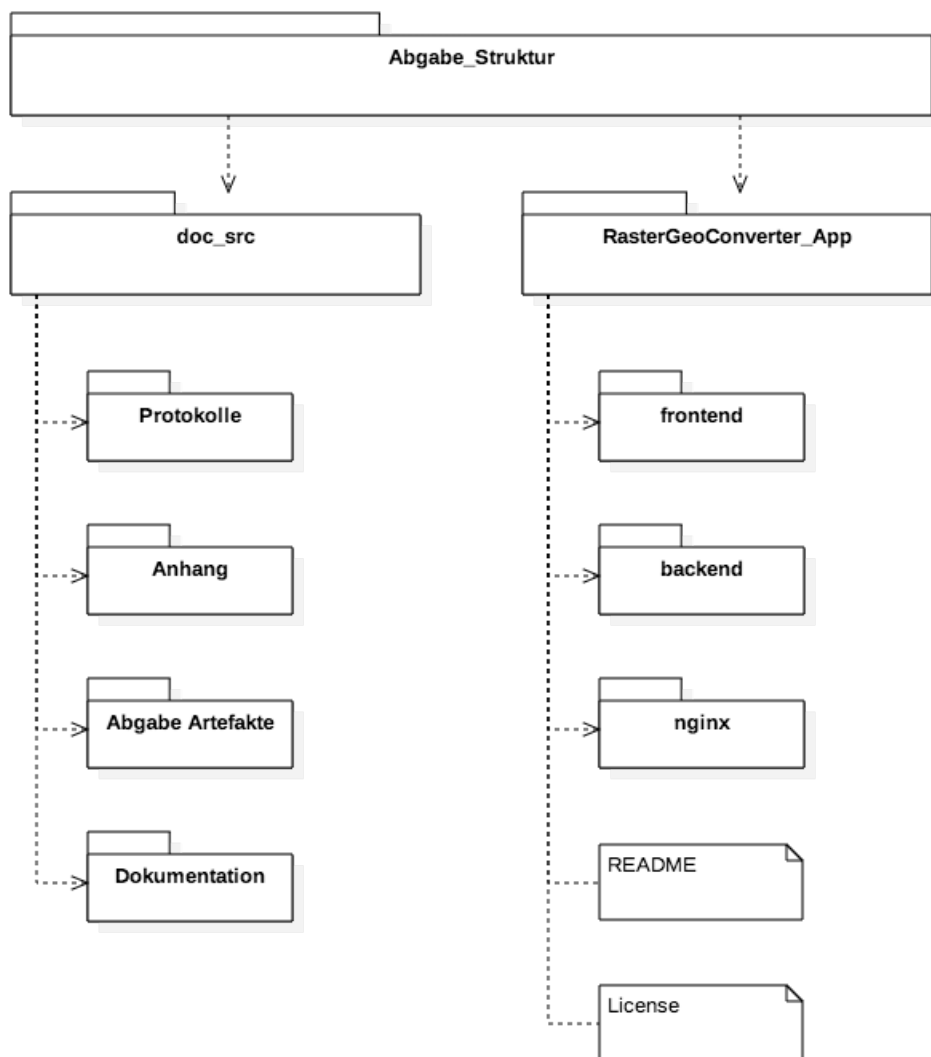 Abgabe_Struktur
doc_src
RasterGeoConverter_App
Protokolle
frontend
Anhang
backend
Abgabe Artefakte
nginx
README
Dokumentation
License